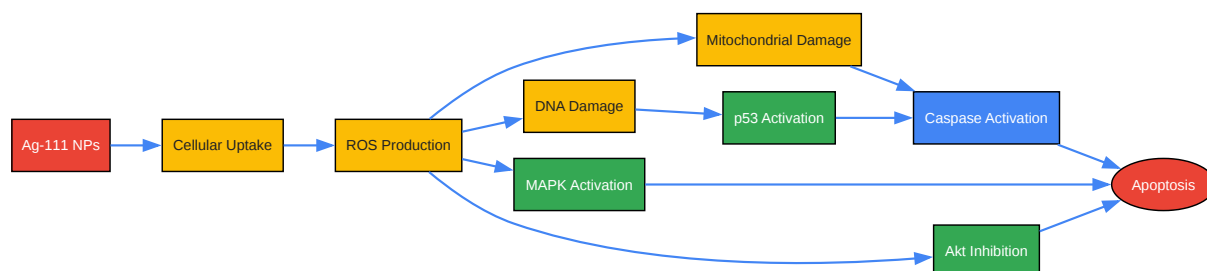 Ag-111 NPs
Cellular Uptake
ROS Production
Mitochondrial Damage
DNA Damage
p53 Activation
Caspase Activation
MAPK Activation
Apoptosis
Akt Inhibition